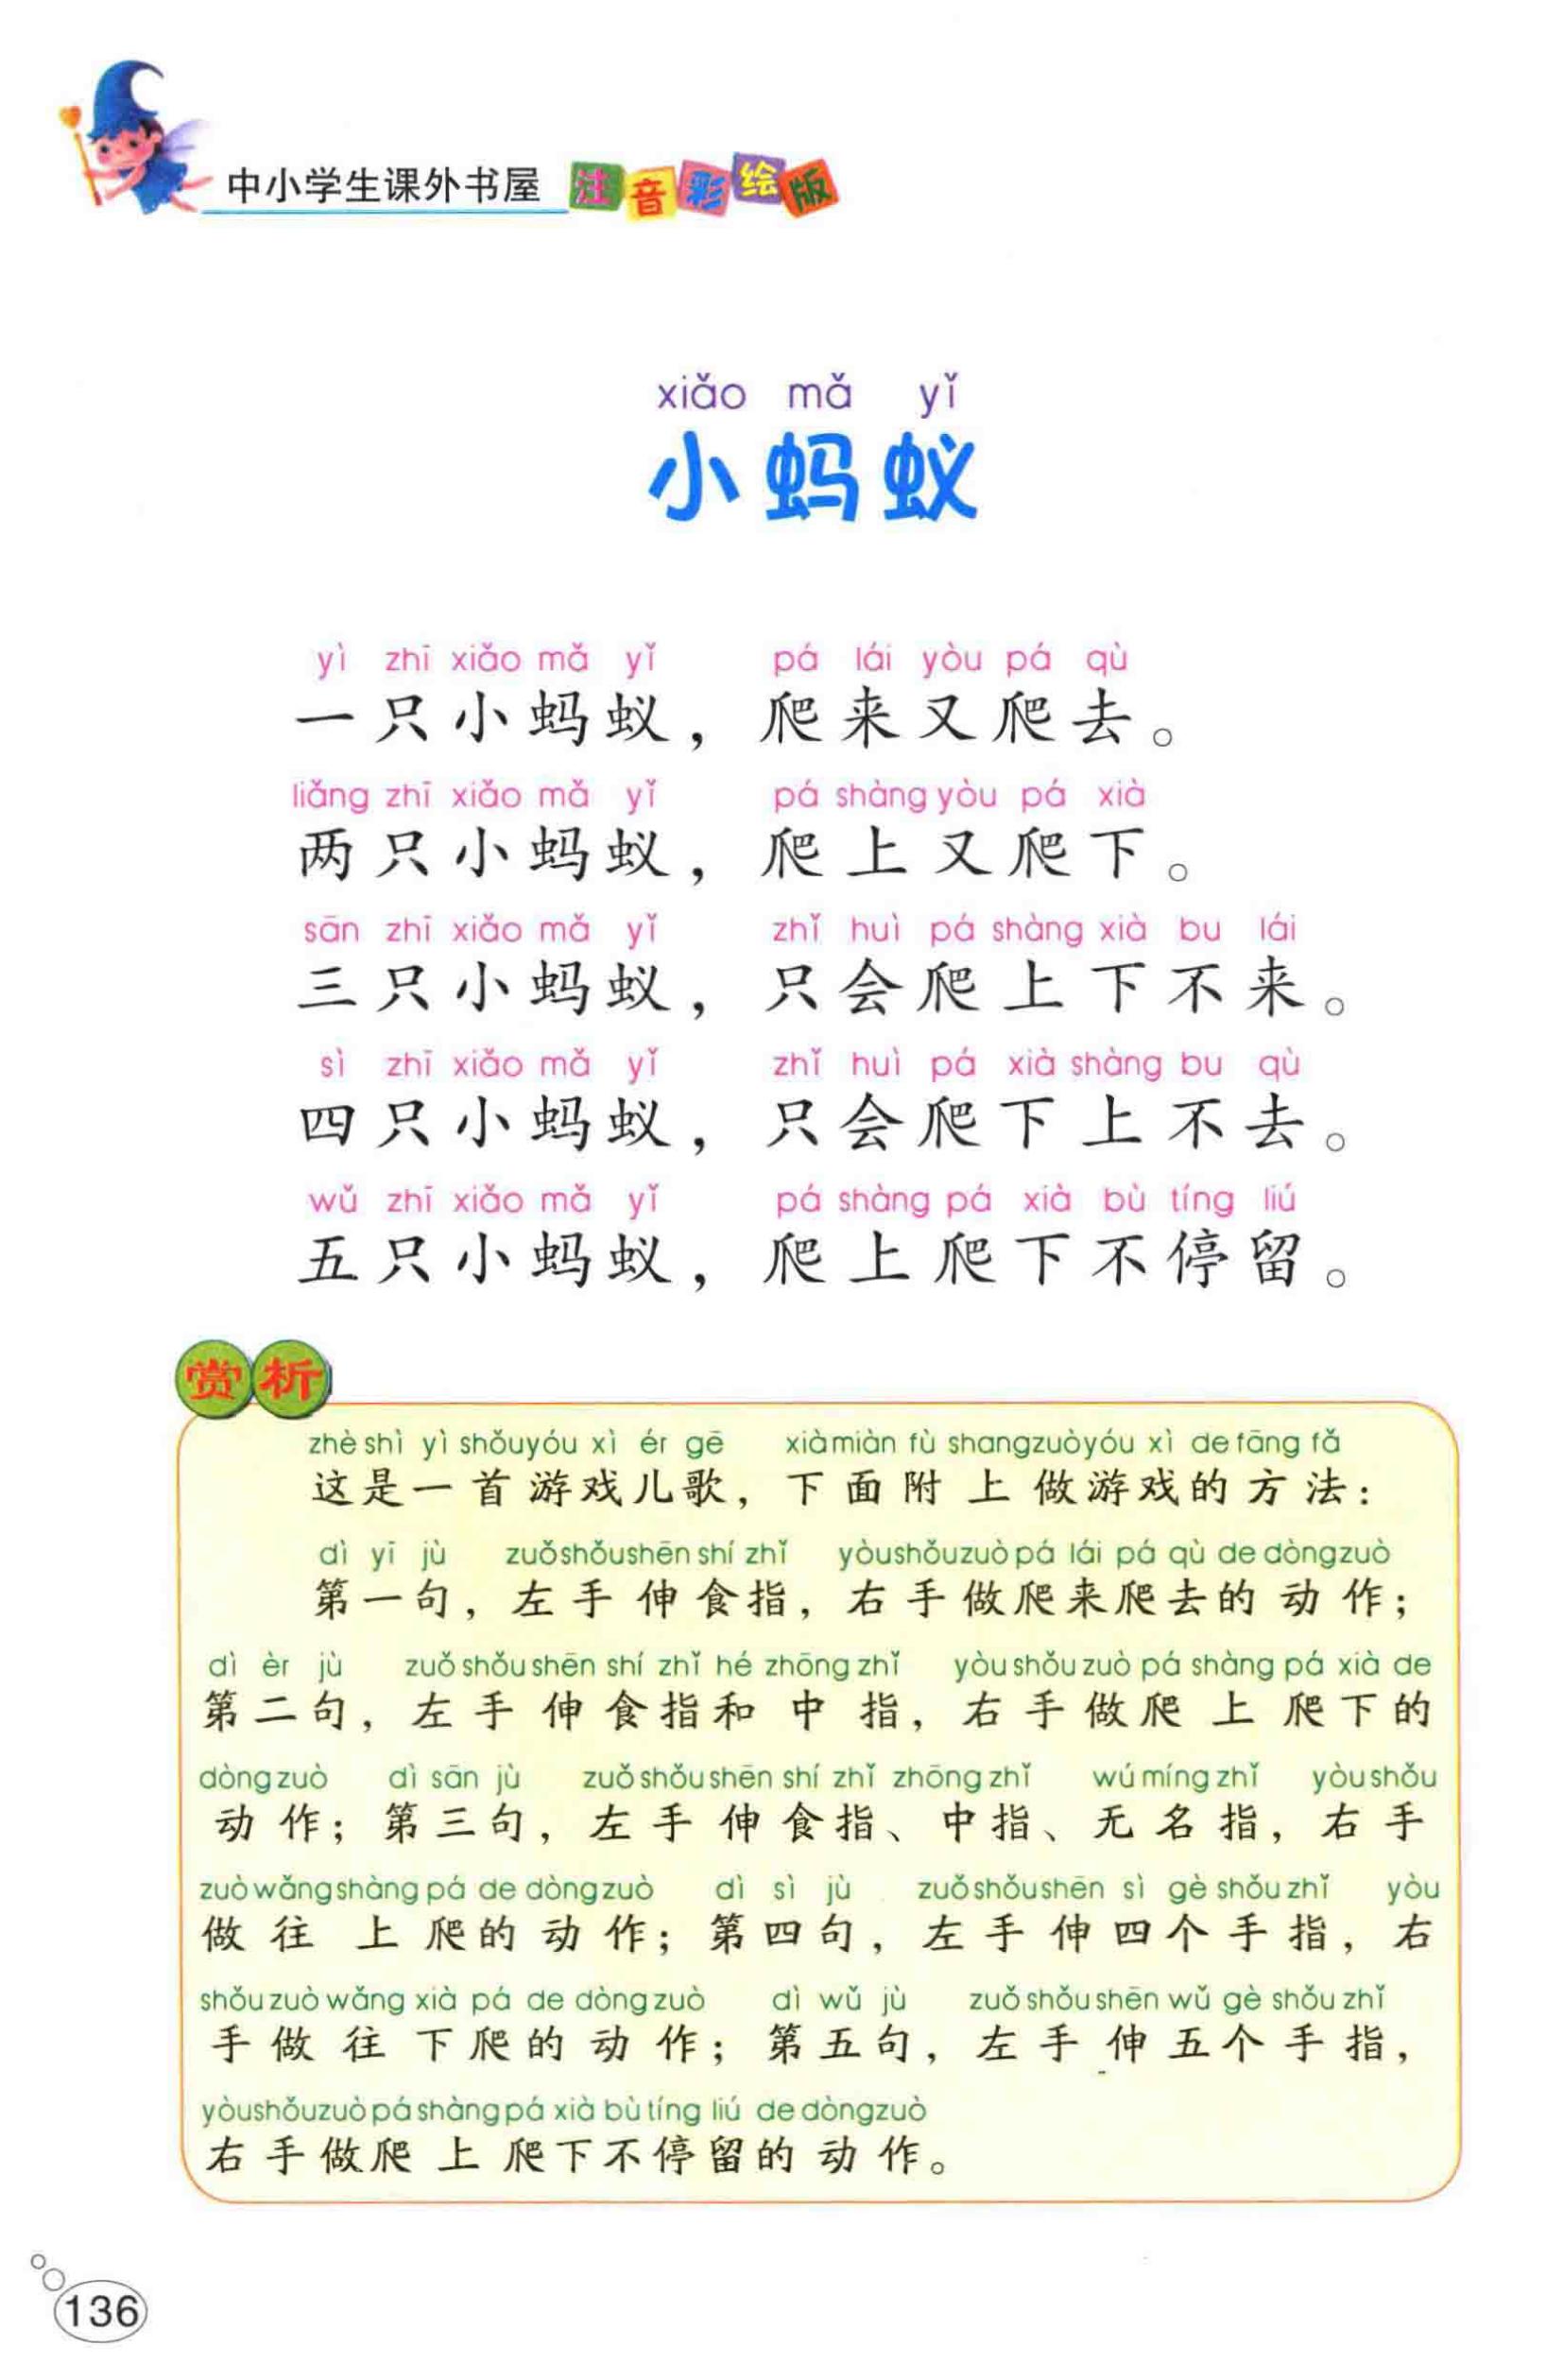 中小学生课外书屋 注音彩绘版
xiǎo mǎ yǐ
小蚂蚁
yì zhī xiǎo mǎ yǐ pá lái yòu pá qù
一只小蚂蚁，爬来又爬去。
liǎng zhī xiǎo mǎ yǐ pá shàng yòu pá xià
两只小蚂蚁，爬上又爬下。
sān zhī xiǎo mǎ yǐ zhǐ huì pá shàng xià bu lái
三只小蚂蚁，只会爬上下不来。
sì zhī xiǎo mǎ yǐ zhǐ huì pá xià shàng bu qù
四只小蚂蚁，只会爬下上不去。
wǔ zhī xiǎo mǎ yǐ pá shàng pá xià bù tíng liú
五只小蚂蚁，爬上爬下不停留。
赏析
zhè shì yì shǒu yóu xì ér gē xià miàn fù shang zuò yóu xì de fāng fǎ
这是一首游戏儿歌，下面附上做游戏的方法：
dì yī jù zuǒ shǒu shēn shí zhǐ yòu shǒu zuò pá lái pá qù de dòng zuò
第一句，左手伸食指，右手做爬来爬去的动作；
dì èr jù zuǒ shǒu shēn shí zhǐ hé zhōng zhǐ yòu shǒu zuò pá shàng pá xià de
第二句，左手伸食指和中指，右手做爬上爬下的
dòng zuò dì sān jù zuǒ shǒu shēn shí zhǐ zhōng zhǐ wú míng zhǐ yòu shǒu
动作；第三句，左手伸食指、中指、无名指，右手
zuò wǎng shàng pá de dòng zuò dì sì jù zuǒ shǒu shēn sì gè shǒu zhǐ yòu
做往上爬的动作；第四句，左手伸四个手指，右
shǒu zuò wǎng xià pá de dòng zuò dì wǔ jù zuǒ shǒu shēn wǔ gè shǒu zhǐ
手做往下爬的动作；第五句，左手伸五个手指，
yòu shǒu zuò pá shàng pá xià bù tíng liú de dòng zuò
右手做爬上爬下不停留的动作。
136